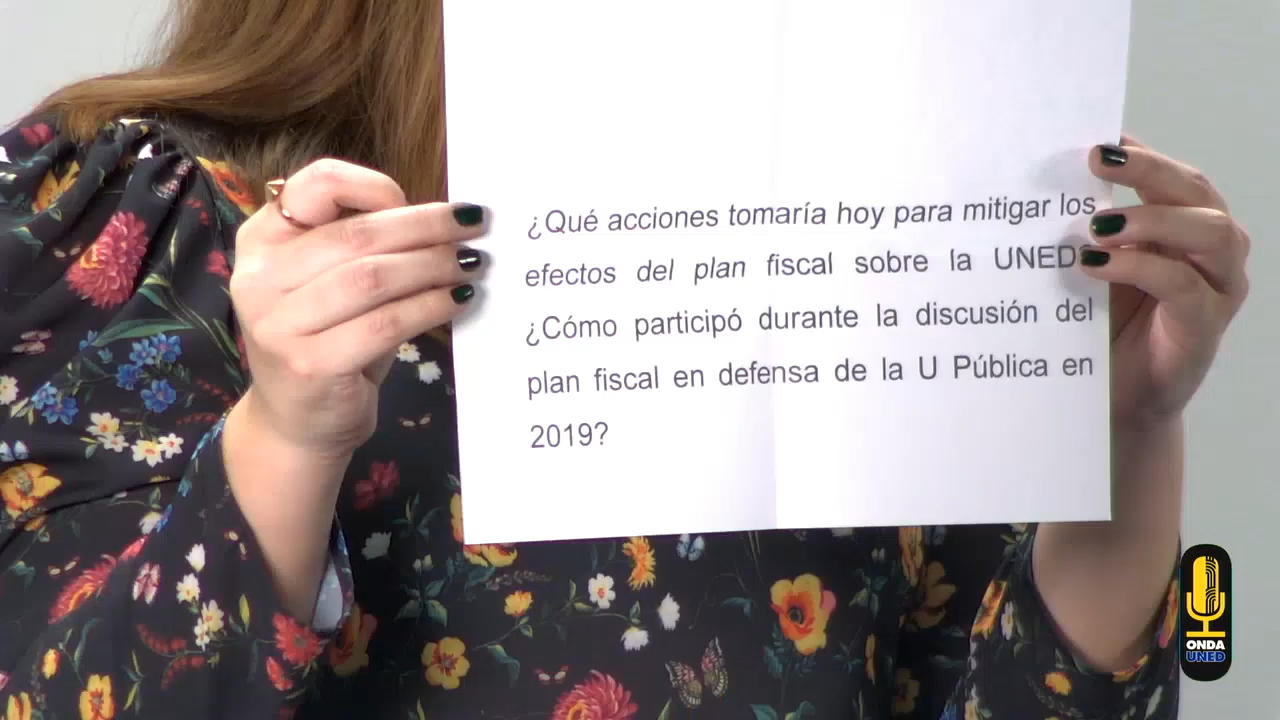 ¿Qué acciones tomaría hoy para mitigar los
efectos del plan fiscal sobre la UNED
¿Cómo participó durante la discusión del
plan fiscal en defensa de la U Pública en
2019?
ONDA
UNED